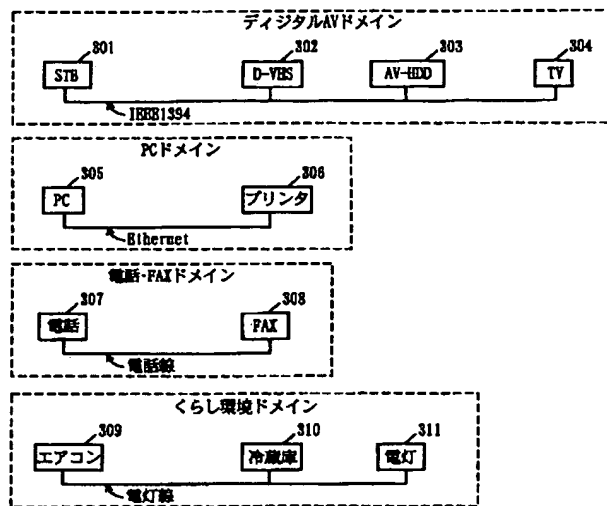 ディジタルAVドメイン
301 302 303 304
STB D-VHS AV-HDD TV
IEEE1394
PCドメイン
305 306
PC プリンタ
Ethernet
電話・FAXドメイン
307 308
電話 FAX
電話線
くらし環境ドメイン
309 310 311
エアコン 冷蔵庫 電灯
電灯線